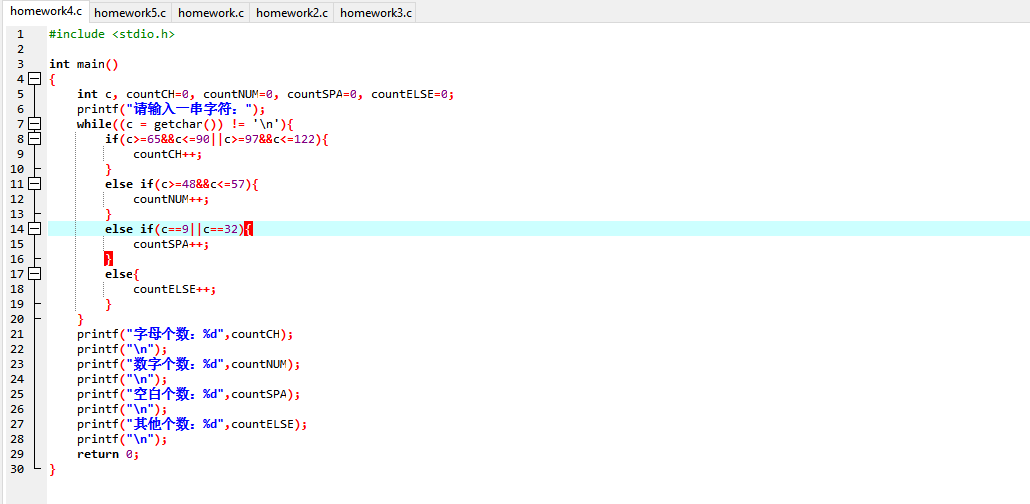 homework4.c homework5.c homework.c homework2.c homework3.c
1 #include <stdio.h>
2
3 int main()
4 {
5 int c, countCH=0, countNUM=0, countSPA=0, countELSE=0;
6 printf("请输入一串字符：");
7 while((c = getchar()) != '\n'){
8 if(c>=65&&c<=90||c>=97&&c<=122){
9 countCH++;
10 }
11 else if(c>=48&&c<=57){
12 countNUM++;
13 }
14 else if(c==9||c==32){
15 countSPA++;
16 }
17 else{
18 countELSE++;
19 }
20 }
21 printf("字母个数：%d",countCH);
22 printf("\n");
23 printf("数字个数：%d",countNUM);
24 printf("\n");
25 printf("空白个数：%d",countSPA);
26 printf("\n");
27 printf("其他个数：%d",countELSE);
28 printf("\n");
29 return 0;
30 }